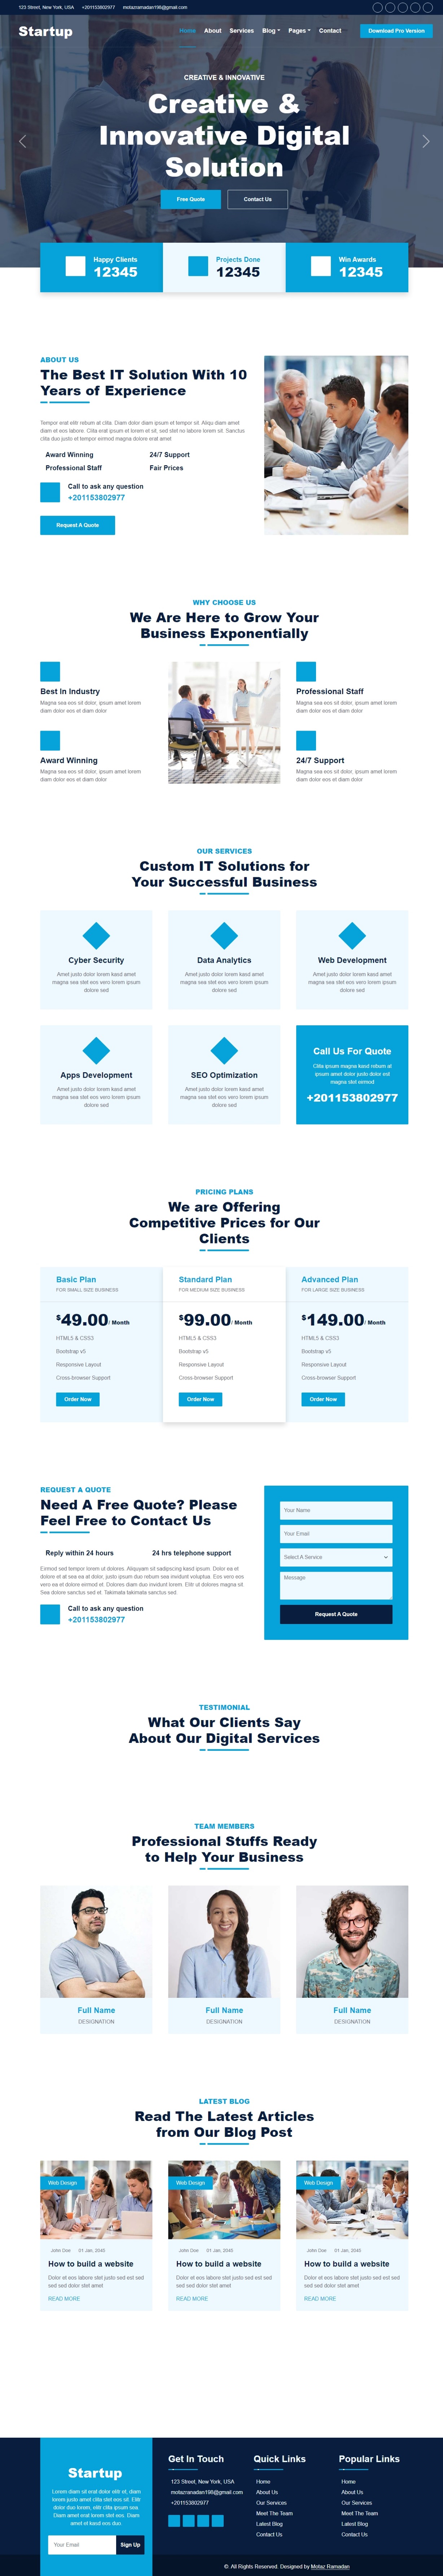 123 Street, New York, USA +201153802977 motazramadan198@gmail.com
Startup
Home About Services Blog Pages Contact
Download Pro Version
CREATIVE & INNOVATIVE
Creative &
Innovative Digital
Solution
Free Quote Contact Us
Happy Clients
12345
Projects Done
12345
Win Awards
12345
ABOUT US
The Best IT Solution With 10
Years of Experience
Tempor erat elitr rebum at clita. Diam dolor diam ipsum et tempor sit. Aliqu diam amet
diam et eos labore. Clita erat ipsum et lorem et sit, sed stet no labore lorem sit. Sanctus
clita duo justo et tempor eirmod magna dolore erat amet
Award Winning 24/7 Support
Professional Staff Fair Prices
Call to ask any question
+201153802977
Request A Quote
WHY CHOOSE US
We Are Here to Grow Your
Business Exponentially
Best In Industry
Magna sea eos sit dolor, ipsum amet lorem
diam dolor eos et diam dolor
Award Winning
Magna sea eos sit dolor, ipsum amet lorem
diam dolor eos et diam dolor
Professional Staff
Magna sea eos sit dolor, ipsum amet lorem
diam dolor eos et diam dolor
24/7 Support
Magna sea eos sit dolor, ipsum amet lorem
diam dolor eos et diam dolor
OUR SERVICES
Custom IT Solutions for
Your Successful Business
Cyber Security
Amet justo dolor lorem kasd amet
magna sea stet eos vero lorem ipsum
dolore sed
Data Analytics
Amet justo dolor lorem kasd amet
magna sea stet eos vero lorem ipsum
dolore sed
Web Development
Amet justo dolor lorem kasd amet
magna sea stet eos vero lorem ipsum
dolore sed
Apps Development
Amet justo dolor lorem kasd amet
magna sea stet eos vero lorem ipsum
dolore sed
SEO Optimization
Amet justo dolor lorem kasd amet
magna sea stet eos vero lorem ipsum
dolore sed
Call Us For Quote
Clita ipsum magna kasd rebum at
ipsum amet dolor justo dolor est
magna stet eirmod
+201153802977
PRICING PLANS
We are Offering
Competitive Prices for Our
Clients
Basic Plan
FOR SMALL SIZE BUSINESS
$49.00/ Month
HTML5 & CSS3
Bootstrap v5
Responsive Layout
Cross-browser Support
Order Now
Standard Plan
FOR MEDIUM SIZE BUSINESS
$99.00/ Month
HTML5 & CSS3
Bootstrap v5
Responsive Layout
Cross-browser Support
Order Now
Advanced Plan
FOR LARGE SIZE BUSINESS
$149.00/ Month
HTML5 & CSS3
Bootstrap v5
Responsive Layout
Cross-browser Support
Order Now
REQUEST A QUOTE
Need A Free Quote? Please
Feel Free to Contact Us
Reply within 24 hours 24 hrs telephone support
Eirmod sed tempor lorem ut dolores. Aliquyam sit sadipscing kasd ipsum. Dolor ea et
dolore et at sea ea at dolor, justo ipsum duo rebum sea invidunt voluptua. Eos vero eos
vero ea et dolore eirmod et. Dolores diam duo invidunt lorem. Elitr ut dolores magna sit.
Sea dolore sanctus sed et. Takimata takimata sanctus sed.
Call to ask any question
+201153802977
Your Name
Your Email
Select A Service
Message
Request A Quote
TESTIMONIAL
What Our Clients Say
About Our Digital Services
TEAM MEMBERS
Professional Stuffs Ready
to Help Your Business
Full Name
DESIGNATION
Full Name
DESIGNATION
Full Name
DESIGNATION
LATEST BLOG
Read The Latest Articles
from Our Blog Post
Web Design
John Doe 01 Jan, 2045
How to build a website
Dolor et eos labore stet justo sed est sed
sed sed dolor stet amet
READ MORE
Web Design
John Doe 01 Jan, 2045
How to build a website
Dolor et eos labore stet justo sed est sed
sed sed dolor stet amet
READ MORE
Web Design
John Doe 01 Jan, 2045
How to build a website
Dolor et eos labore stet justo sed est sed
sed sed dolor stet amet
READ MORE
Startup
Lorem diam sit erat dolor elitr et, diam
lorem justo amet clita stet eos sit. Elitr
dolor duo lorem, elitr clita ipsum sea.
Diam amet erat lorem stet eos. Diam
amet et kasd eos duo.
Your Email Sign Up
Get In Touch
123 Street, New York, USA
motazramadan198@gmail.com
+201153802977
Quick Links
Home
About Us
Our Services
Meet The Team
Latest Blog
Contact Us
Popular Links
Home
About Us
Our Services
Meet The Team
Latest Blog
Contact Us
©. All Rights Reserved. Designed by Motaz Ramadan